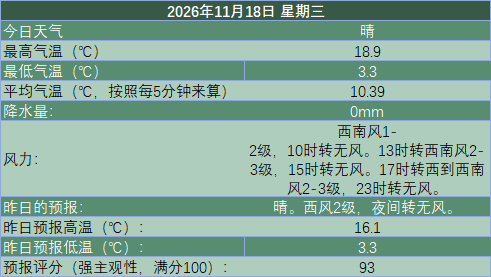 2026年11月18日 星期三
今日天气 晴
最高气温（℃） 18.9
最低气温（℃） 3.3
平均气温（℃，按照每5分钟来算） 10.39
降水量： 0mm
风力： 西南风1-
2级，10时转无风。13时转西南风2-
3级，15时转无风。17时转西到西南
风2-3级，23时转无风。
昨日的预报： 晴。西风2级，夜间转无风。
昨日预报高温（℃）： 16.1
昨日预报低温（℃）： 3.3
预报评分（强主观性，满分100）： 93